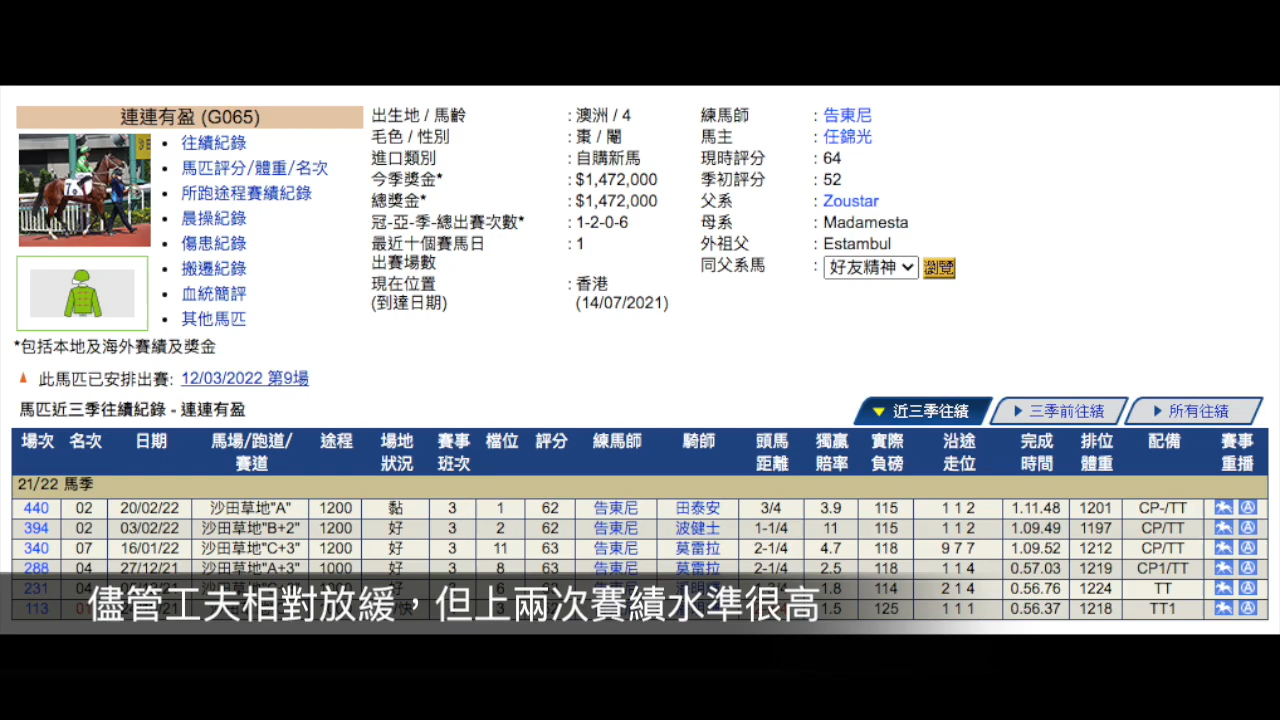 連連有盈 (G065)
往績紀錄
馬匹評分/體重/名次
所跑途程賽績紀錄
晨操紀錄
傷患紀錄
搬遷紀錄
血統簡評
其他馬匹
出生地 / 馬齡 : 澳洲 / 4
毛色 / 性別 : 棗 / 閹
進口類別 : 自購新馬
今季獎金* : $1,472,000
總獎金* : $1,472,000
冠-亞-季-總出賽次數* : 1-2-0-6
最近十個賽馬日 : 1
出賽場數
現在位置 : 香港
(到達日期) (14/07/2021)
練馬師 : 告東尼
馬主 : 任錦光
現時評分 : 64
季初評分 : 52
父系 : Zoustar
母系 : Madamesta
外祖父 : Estambul
同父系馬 : 好友精神 瀏覽
*包括本地及海外賽績及獎金
此馬匹已安排出賽: 12/03/2022 第9場
馬匹近三季往績紀錄 - 連連有盈
近三季往績 三季前往績 所有往績
場次 名次 日期 馬場/跑道/ 途程 場地 賽事 檔位 評分 練馬師 騎師 頭馬 獨贏 實際 沿途 完成 排位 配備 賽事
賽道 狀況 班次 距離 賠率 負磅 走位 時間 體重 重播
21/22 馬季
440 02 20/02/22 沙田草地"A" 1200 黏 3 1 62 告東尼 田泰安 3/4 3.9 115 1 1 2 1.11.48 1201 CP-/TT
394 02 03/02/22 沙田草地"B+2" 1200 好 3 2 62 告東尼 波健士 1-1/4 11 115 1 1 2 1.09.49 1197 CP/TT
340 07 16/01/22 沙田草地"C+3" 1200 好 3 11 63 告東尼 莫雷拉 2-1/4 4.7 118 9 7 7 1.09.52 1212 CP/TT
288 04 27/12/21 沙田草地"A+3" 1000 好 3 8 63 告東尼 莫雷拉 2-1/4 2.5 118 1 1 4 0.57.03 1219 CP1/TT
231 04 1.8 114 2 1 4 0.56.76 1224 TT
113 1.5 125 1 1 1 0.56.37 1218 TT1
儘管工夫相對放緩，但上兩次賽績水準很高